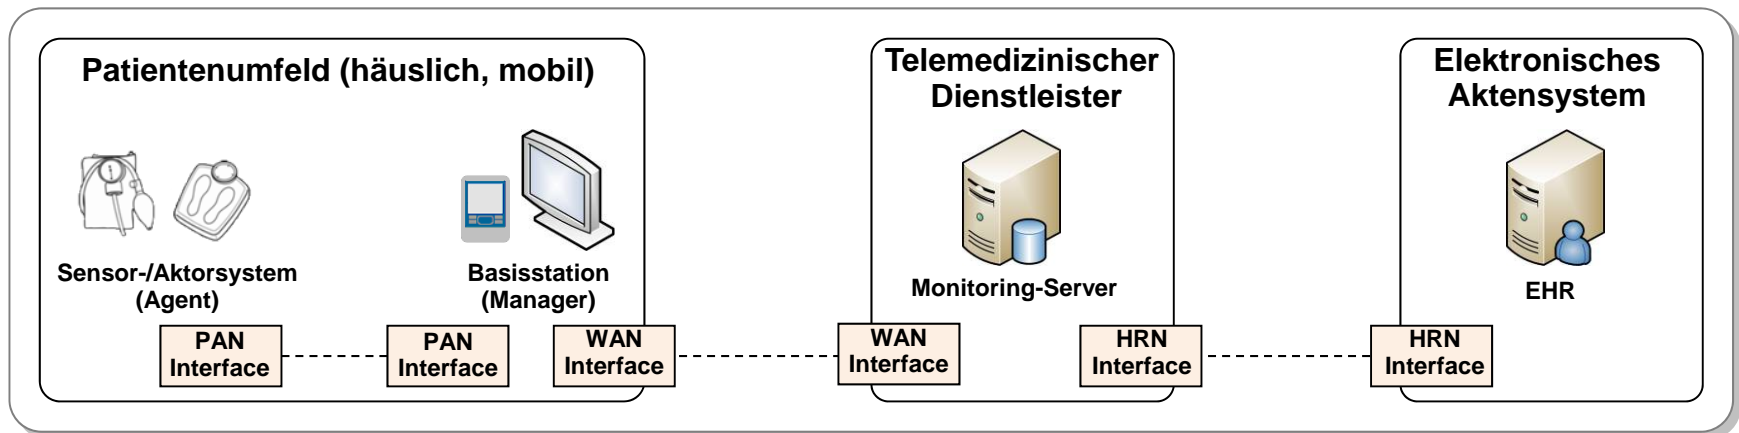 Patientenumfeld (häuslich, mobil)
Sensor-/Aktorsystem
(Agent)
Basisstation
(Manager)
PAN
Interface
PAN
Interface
WAN
Interface
Telemedizinischer
Dienstleister
Monitoring-Server
WAN
Interface
HRN
Interface
Elektronisches
Aktensystem
EHR
HRN
Interface